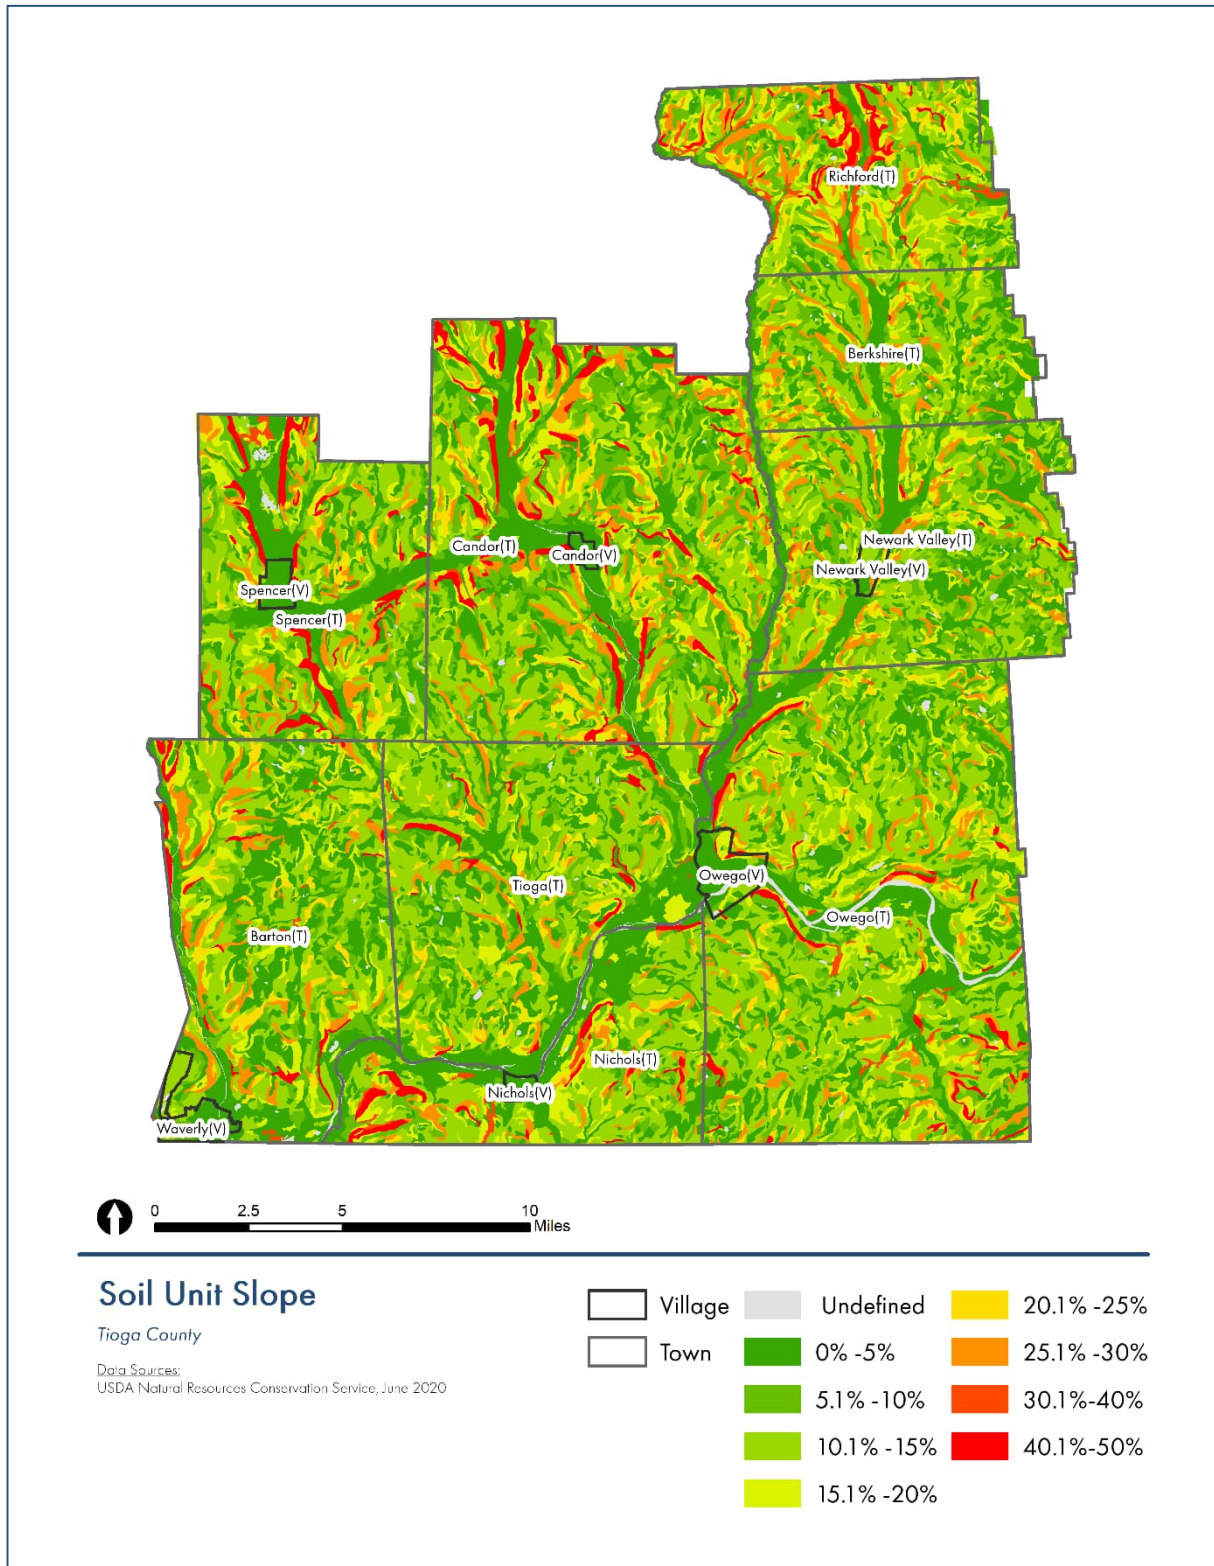 Richford(T)
Berkshire(T)
Newark Valley(T)
Newark Valley(V)
Candor(T)
Candor(V)
Spencer(V)
Spencer(T)
Owego(V)
Owego(T)
Tioga(T)
Barton(T)
Nichols(T)
Nichols(V)
Waverly(V)
0 2.5 5 10
Miles
Soil Unit Slope
Tioga County
Data Sources:
USDA Natural Resources Conservation Service, June 2020
Village
Town
Undefined
0% -5%
5.1% -10%
10.1% -15%
15.1% -20%
20.1% -25%
25.1% -30%
30.1%-40%
40.1%-50%